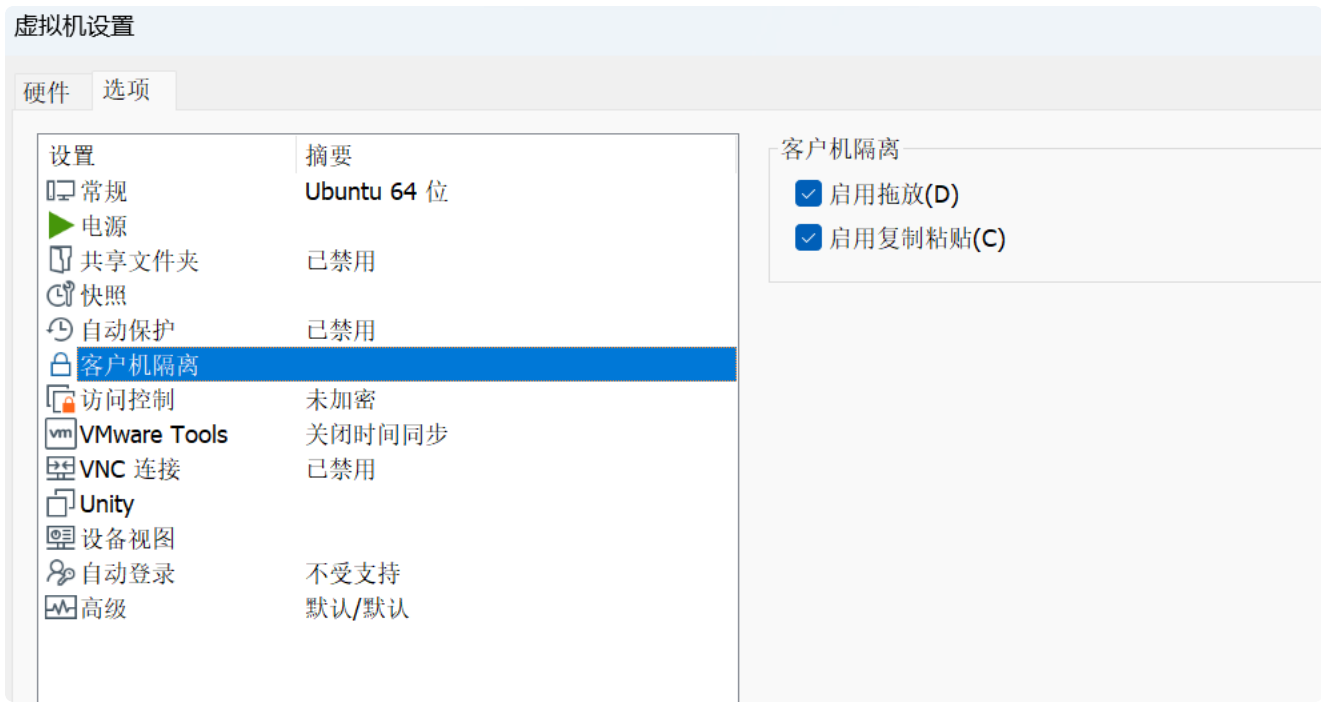 虚拟机设置
硬件 选项
设置 摘要
常规 Ubuntu 64 位
电源
共享文件夹 已禁用
快照
自动保护 已禁用
客户机隔离
访问控制 未加密
vm VMware Tools 关闭时间同步
VNC 连接 已禁用
Unity
设备视图
自动登录 不受支持
高级 默认/默认
客户机隔离
启用拖放(D)
启用复制粘贴(C)